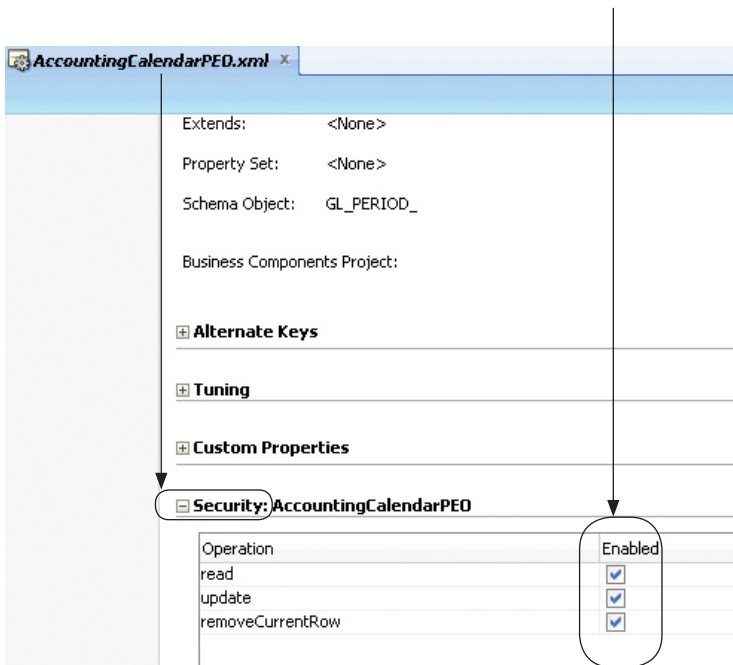 AccountingCalendarPEO.xml x
Extends: <None>
Property Set: <None>
Schema Object: GL_PERIOD_
Business Components Project:
Alternate Keys
Tuning
Custom Properties
Security: AccountingCalendarPEO
Operation Enabled
read
update
removeCurrentRow